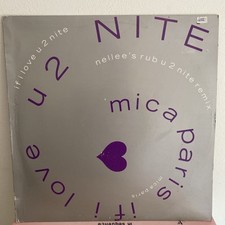 if i love u 2 nite
nellee's rub u 2 nite remix
mica paris
if i love u 2 NITE